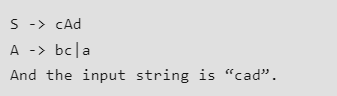 S -> cAd
A -> bc|a
And the input string is “cad”.